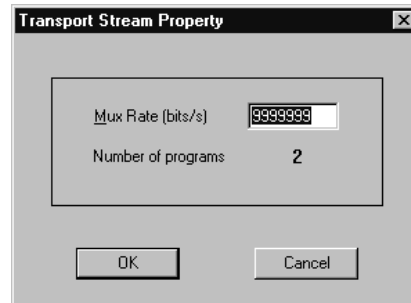 Transport Stream Property
Mux Rate (bits/s) 9999999
Number of programs 2
OK Cancel